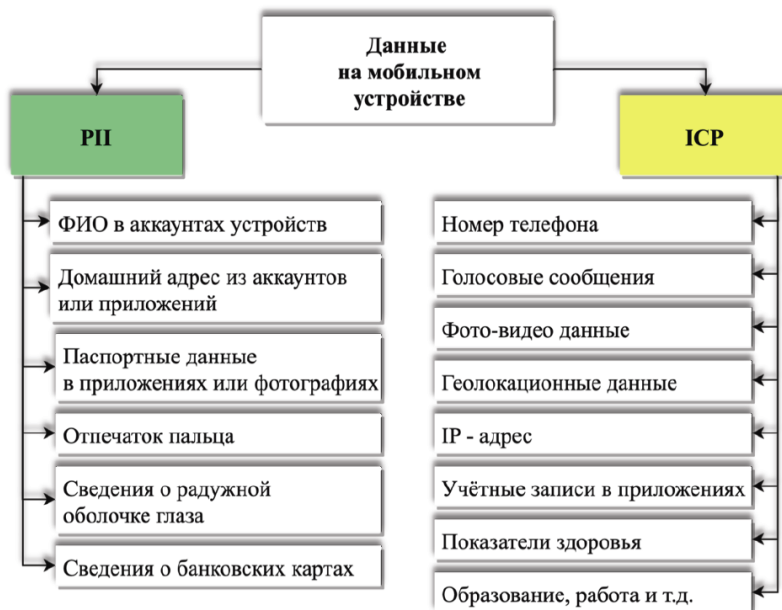 Данные
на мобильном
устройстве
PII
ICP
ФИО в аккаунтах устройств
Домашний адрес из аккаунтов
или приложений
Паспортные данные
в приложениях или фотографиях
Отпечаток пальца
Сведения о радужной
оболочке глаза
Сведения о банковских картах
Номер телефона
Голосовые сообщения
Фото-видео данные
Геолокационные данные
IP - адрес
Учётные записи в приложениях
Показатели здоровья
Образование, работа и т.д.